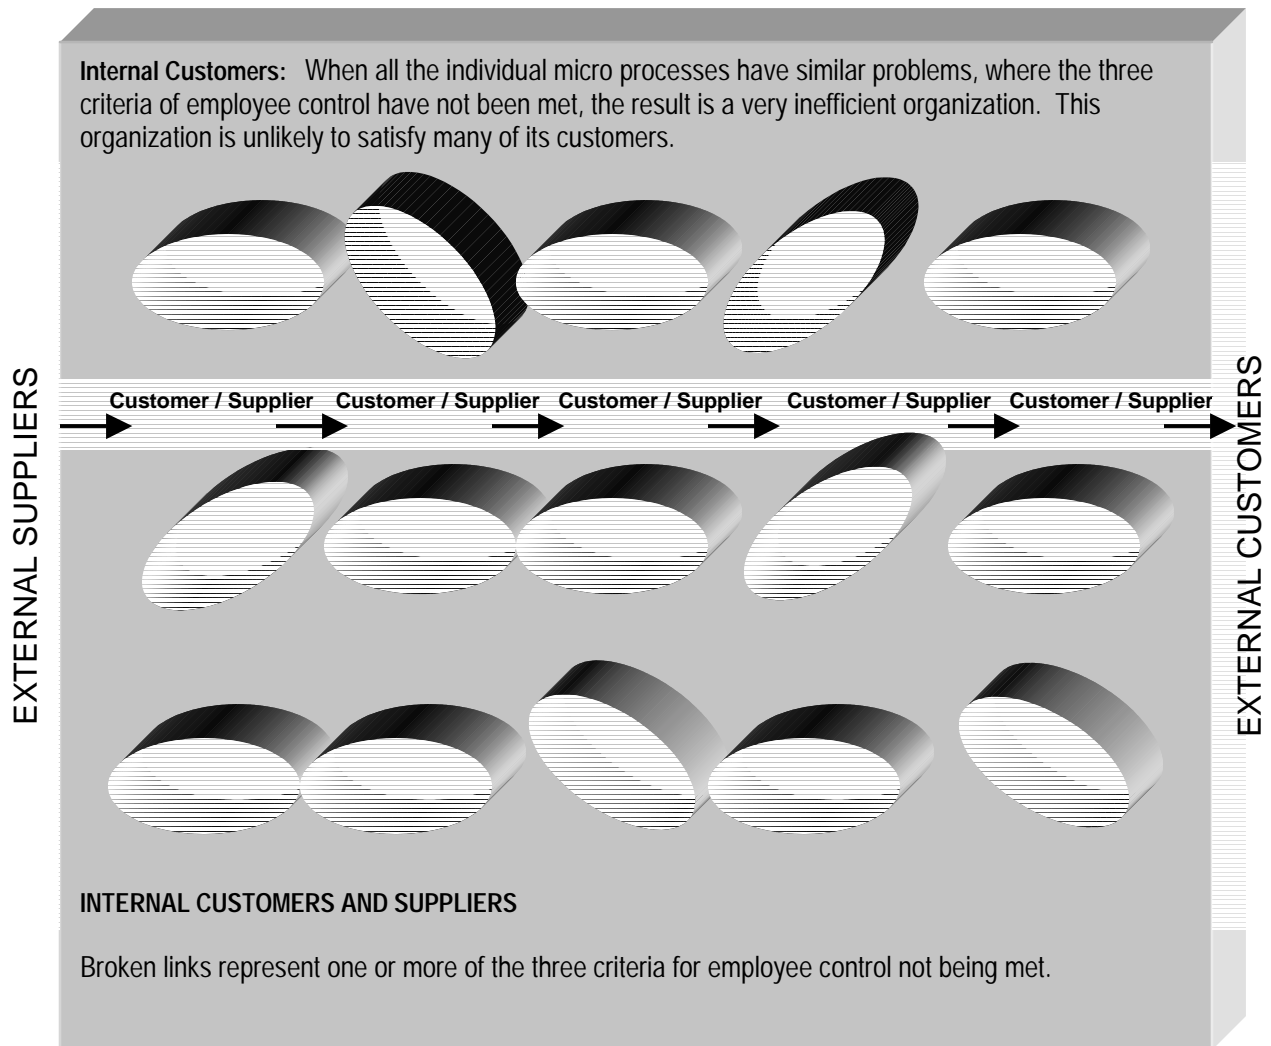 Internal Customers: When all the individual micro processes have similar problems, where the three
criteria of employee control have not been met, the result is a very inefficient organization. This
organization is unlikely to satisfy many of its customers.
EXTERNAL SUPPLIERS
Customer / Supplier Customer / Supplier Customer / Supplier Customer / Supplier Customer / Supplier
EXTERNAL CUSTOMERS
INTERNAL CUSTOMERS AND SUPPLIERS
Broken links represent one or more of the three criteria for employee control not being met.